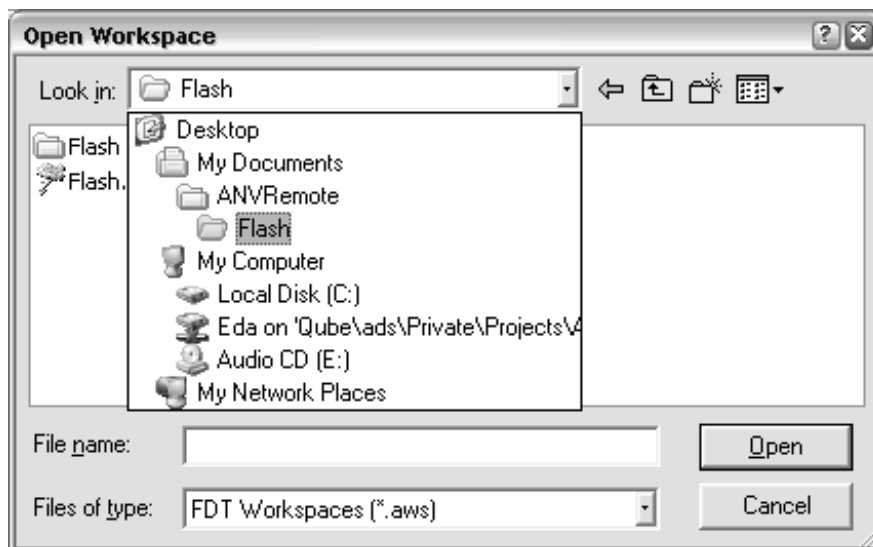 Open Workspace
Look in: Flash
Desktop
Flash
My Documents
Flash.
ANVRemote
Flash
My Computer
Local Disk (C:)
Eda on 'Qube\ads\Private\Projects\A
Audio CD (E:)
My Network Places
File name:
Open
Files of type: FDT Workspaces (*.aws)
Cancel